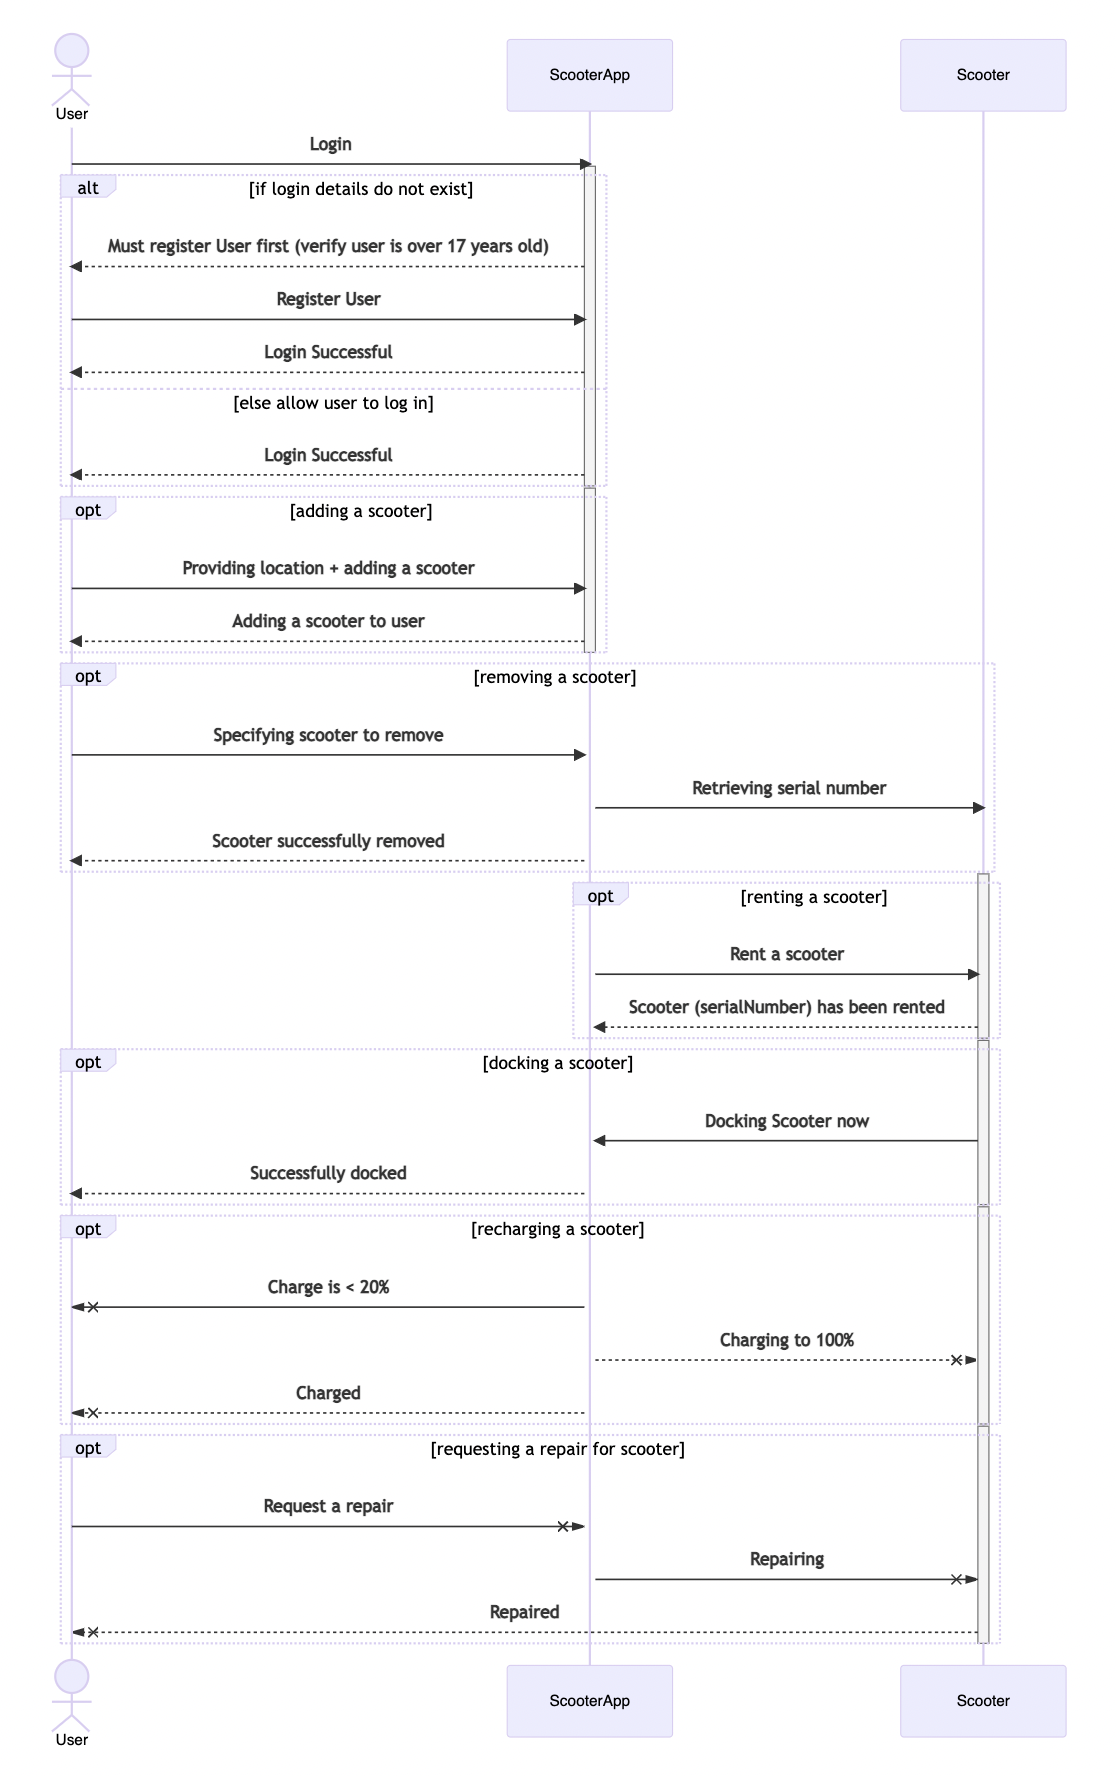 ScooterApp
Scooter
User
Login
alt
[if login details do not exist]
Must register User first (verify user is over 17 years old)
Register User
Login Successful
[else allow user to log in]
Login Successful
opt
[adding a scooter]
Providing location + adding a scooter
Adding a scooter to user
opt
[removing a scooter]
Specifying scooter to remove
Retrieving serial number
Scooter successfully removed
opt
[renting a scooter]
Rent a scooter
Scooter (serialNumber) has been rented
opt
[docking a scooter]
Docking Scooter now
Successfully docked
opt
[recharging a scooter]
Charge is < 20%
Charging to 100%
Charged
opt
[requesting a repair for scooter]
Request a repair
Repairing
Repaired
ScooterApp
Scooter
User